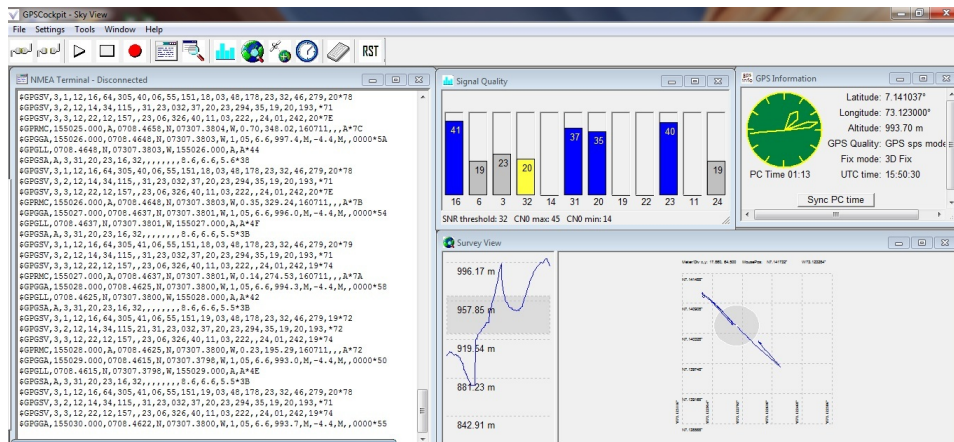 GPSCockpit - Sky View
File Settings Tools Window Help
RST
NMEA Terminal - Disconnected
$GPGSV,3,1,12,16,64,305,40,06,55,151,18,03,48,178,23,32,46,279,20*78
$GPGSV,3,2,12,14,34,115,,31,23,032,37,20,23,294,35,19,20,193,*71
$GPGSV,3,3,12,22,12,157,,23,06,326,40,11,03,222,,24,01,242,20*7E
$GPRMC,155025.000,A,0708.4658,N,07307.3804,W,0.70,348.02,160711,,,A*7C
$GPGGA,155026.000,0708.4648,N,07307.3803,W,1,05,6.6,997.4,M,-4.4,M,,0000*5A
$GPGLL,0708.4648,N,07307.3803,W,155026.000,A,A*44
$GPGSA,A,3,31,20,23,16,32,,,,,,,,8.6,6.6,5.6*38
$GPGSV,3,1,12,16,64,305,40,06,55,151,18,03,48,178,23,32,46,279,20*78
$GPGSV,3,2,12,14,34,115,,31,23,032,37,20,23,294,35,19,20,193,*71
$GPGSV,3,3,12,22,12,157,,23,06,326,40,11,03,222,,24,01,242,20*7E
$GPRMC,155026.000,A,0708.4648,N,07307.3803,W,0.35,329.24,160711,,,A*7B
$GPGGA,155027.000,0708.4637,N,07307.3801,W,1,05,6.6,996.0,M,-4.4,M,,0000*54
$GPGLL,0708.4637,N,07307.3801,W,155027.000,A,A*4F
$GPGSA,A,3,31,20,23,16,32,,,,,,,,8.6,6.6,5.5*3B
$GPGSV,3,1,12,16,64,305,41,06,55,151,18,03,48,178,23,32,46,279,20*79
$GPGSV,3,2,12,14,34,115,,31,23,032,37,20,23,294,35,19,20,193,*71
$GPGSV,3,3,12,22,12,157,,23,06,326,40,11,03,222,,24,01,242,19*74
$GPRMC,155027.000,A,0708.4637,N,07307.3801,W,0.14,274.53,160711,,,A*7A
$GPGGA,155028.000,0708.4625,N,07307.3800,W,1,05,6.6,994.3,M,-4.4,M,,0000*58
$GPGLL,0708.4625,N,07307.3800,W,155028.000,A,A*42
$GPGSA,A,3,31,20,23,16,32,,,,,,,,8.6,6.6,5.5*3B
$GPGSV,3,1,12,16,64,305,41,06,55,151,19,03,48,178,23,32,46,279,19*72
$GPGSV,3,2,12,14,34,115,21,31,23,032,37,20,23,294,35,19,20,193,*72
$GPGSV,3,3,12,22,12,157,,23,06,326,40,11,03,222,,24,01,242,19*74
$GPRMC,155028.000,A,0708.4625,N,07307.3800,W,0.23,195.29,160711,,,A*72
$GPGGA,155029.000,0708.4615,N,07307.3798,W,1,05,6.6,993.0,M,-4.4,M,,0000*50
$GPGLL,0708.4615,N,07307.3798,W,155029.000,A,A*4E
$GPGSA,A,3,31,20,23,16,32,,,,,,,,8.6,6.6,5.5*3B
$GPGSV,3,1,12,16,64,305,41,06,55,151,19,03,48,178,23,32,46,279,20*78
$GPGSV,3,2,12,14,34,115,,31,23,032,37,20,23,294,35,19,20,193,*71
$GPGSV,3,3,12,22,12,157,,23,06,326,40,11,03,222,,24,01,242,19*74
$GPGGA,155030.000,0708.4622,N,07307.3800,W,1,05,6.6,993.7,M,-4.4,M,,0000*55
Signal Quality
41 19 23 20 37 35 40 19
16 6 3 32 14 31 20 19 22 23 11 24
SNR threshold: 32 CN0 max: 45 CN0 min: 14
GPS Information
Latitude: 7.141037°
Longitude: 73.123000°
Altitude: 993.70 m
GPS Quality: GPS sps mode
Fix mode: 3D Fix
PC Time 01:13
UTC time: 15:50:30
Sync PC time
Survey View
996.17 m
957.85 m
919.54 m
881.23 m
842.91 m